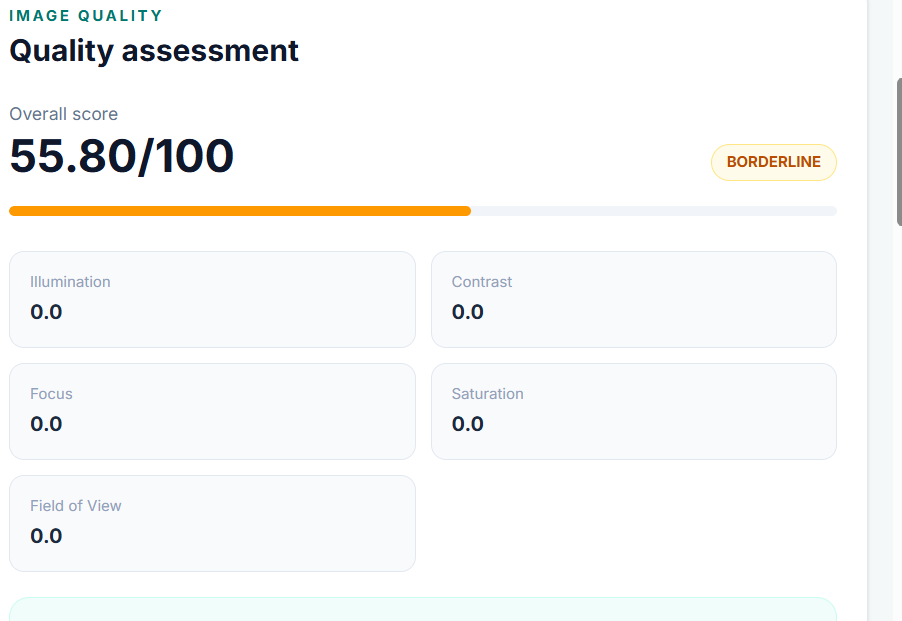 IMAGE QUALITY
Quality assessment
Overall score
55.80/100
BORDERLINE
Illumination
0.0
Contrast
0.0
Focus
0.0
Saturation
0.0
Field of View
0.0